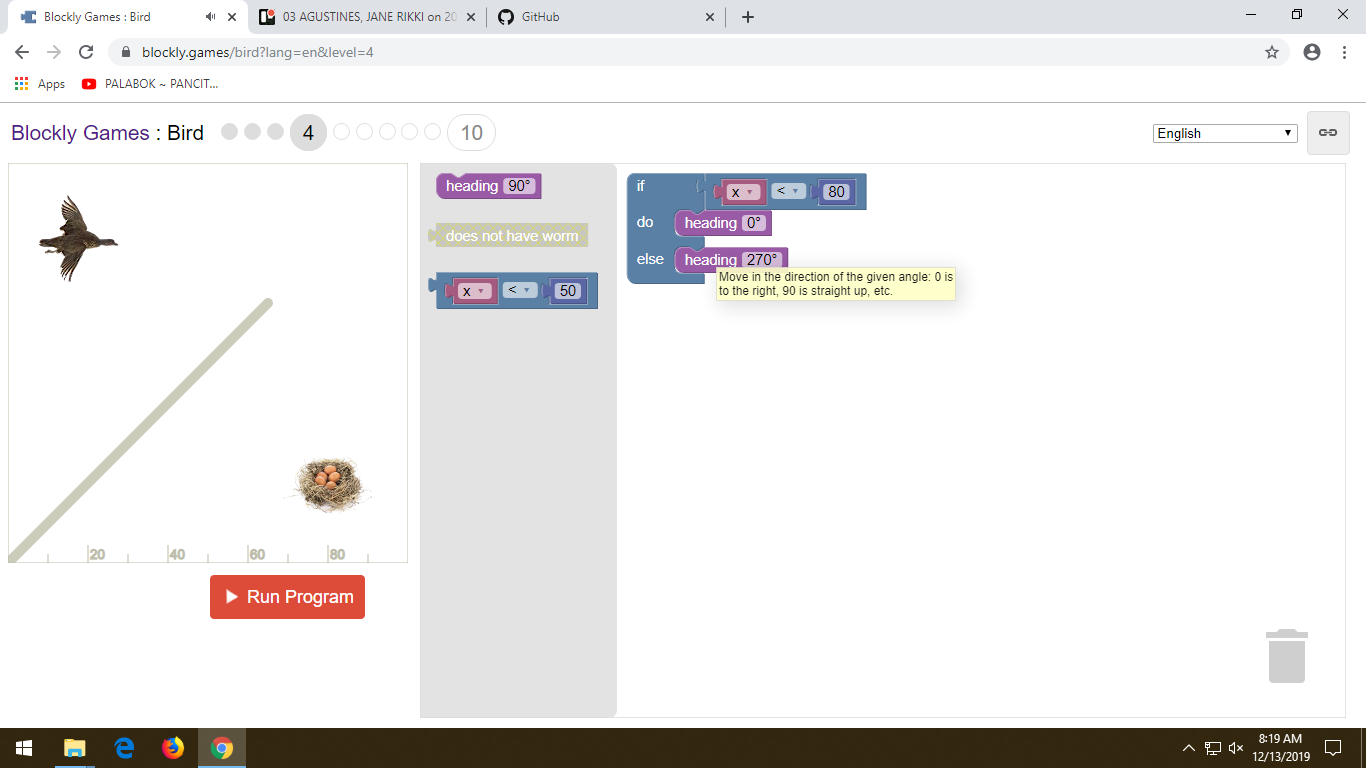 Blockly Games : Bird
03 AGUSTINES, JANE RIKKI on 20
GitHub
blockly.games/bird?lang=en&level=4
Apps
PALABOK ~ PANCIT...
Blockly Games : Bird
4
10
English
heading 90°
does not have worm
x < 50
if x < 80
do heading 0°
else heading 270°
Move in the direction of the given angle: 0 is
to the right, 90 is straight up, etc.
20 40 60 80
Run Program
8:19 AM
12/13/2019